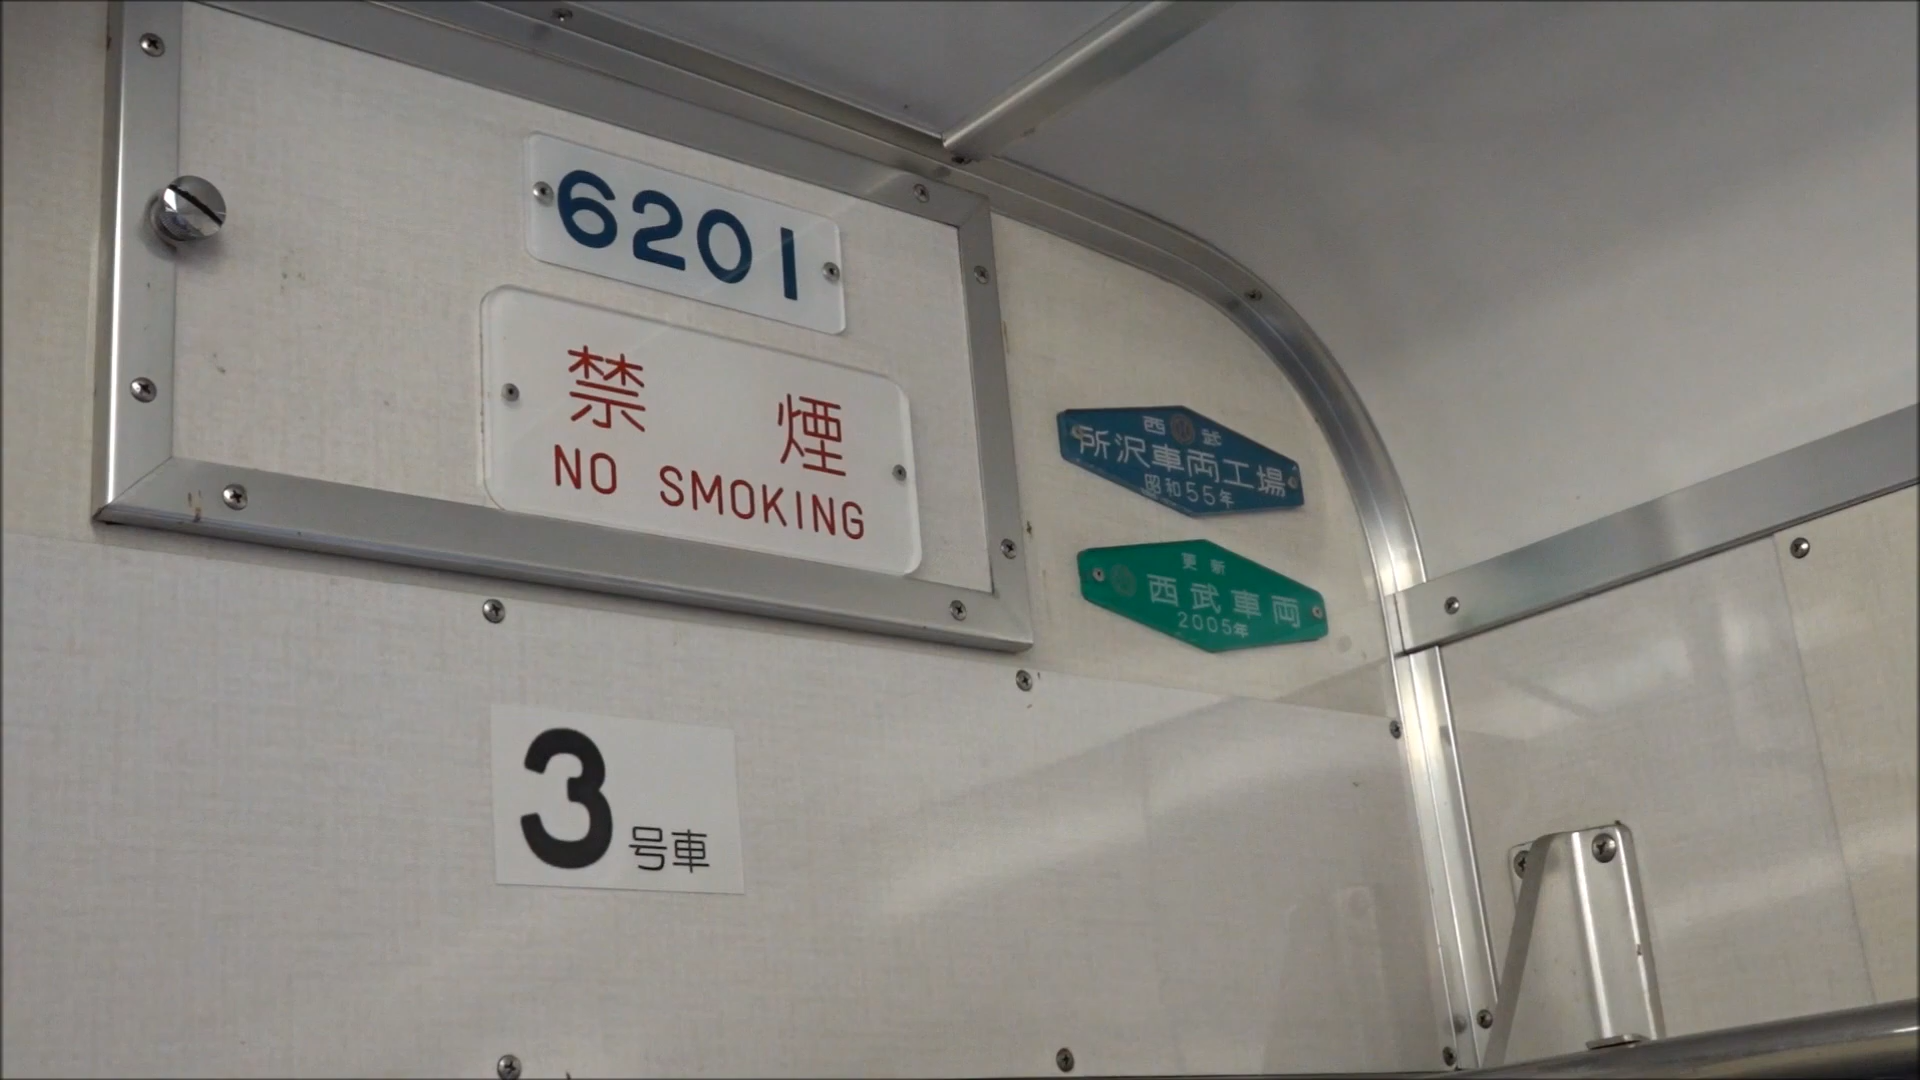 6201
禁 煙
NO SMOKING
西 武
所沢車両工場
昭和55年
更新
西武車両
2005年
3号車